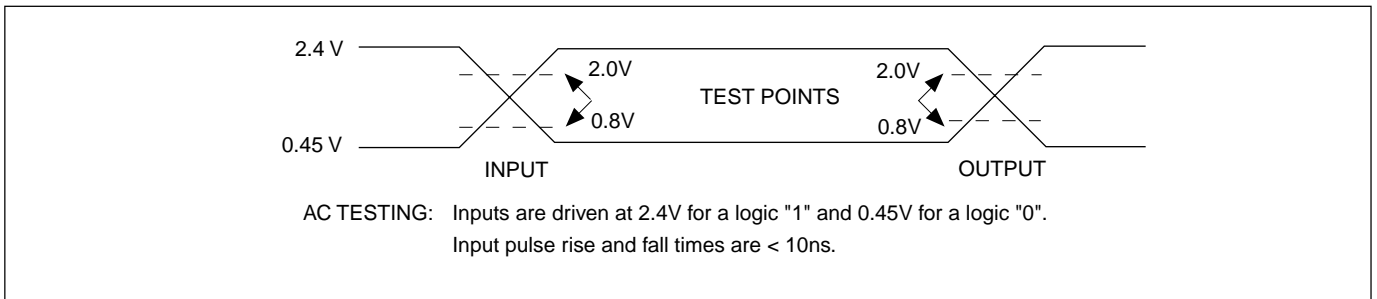 2.4 V
2.0V
2.0V
TEST POINTS
0.8V
0.8V
0.45 V
INPUT
OUTPUT
AC TESTING: Inputs are driven at 2.4V for a logic "1" and 0.45V for a logic "0".
Input pulse rise and fall times are < 10ns.